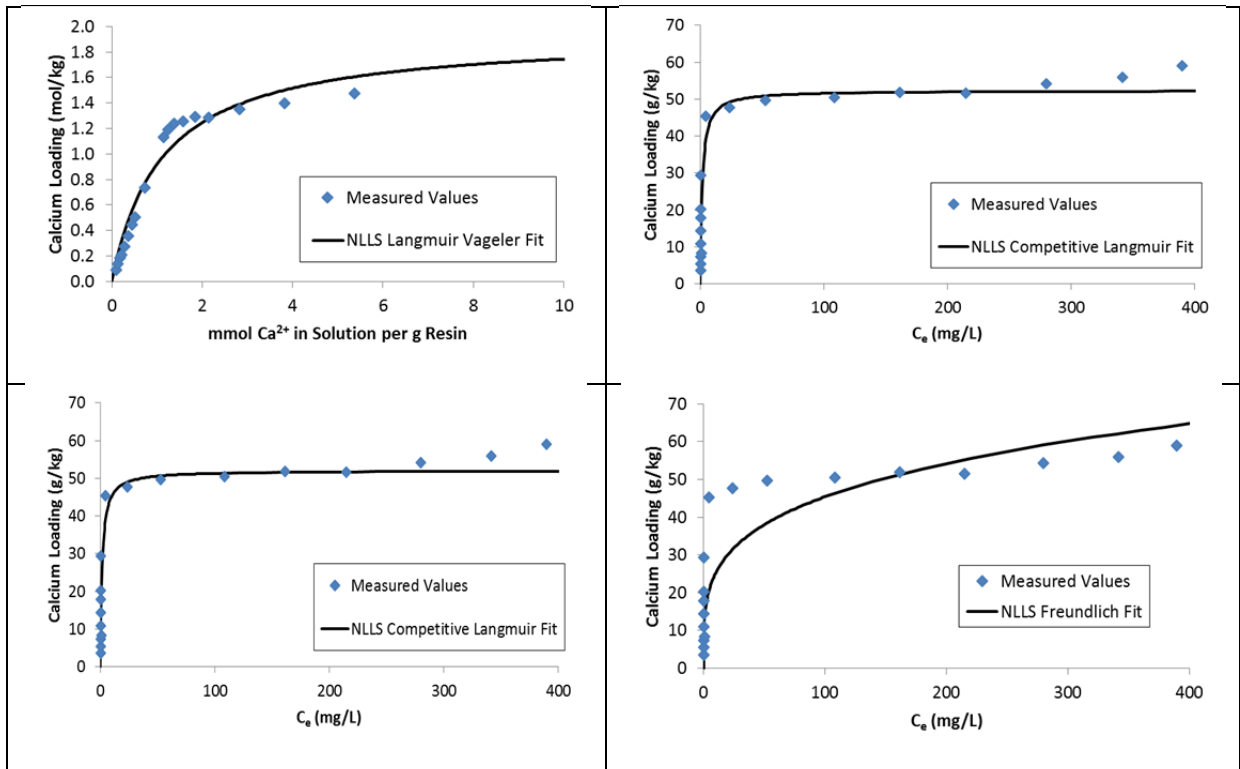 2.0
1.8
1.6
1.4
1.2
1.0
0.8
0.6
0.4
0.2
0.0
Calcium Loading (mol/kg)
Measured Values
NLLS Langmuir Vageler Fit
0 2 4 6 8 10
mmol Ca²⁺ in Solution per g Resin
70
60
50
40
30
20
10
0
Calcium Loading (g/kg)
Measured Values
NLLS Competitive Langmuir Fit
0 100 200 300 400
Cₑ (mg/L)
70
60
50
40
30
20
10
0
Calcium Loading (g/kg)
Measured Values
NLLS Competitive Langmuir Fit
0 100 200 300 400
Cₑ (mg/L)
70
60
50
40
30
20
10
0
Calcium Loading (g/kg)
Measured Values
NLLS Freundlich Fit
0 100 200 300 400
Cₑ (mg/L)